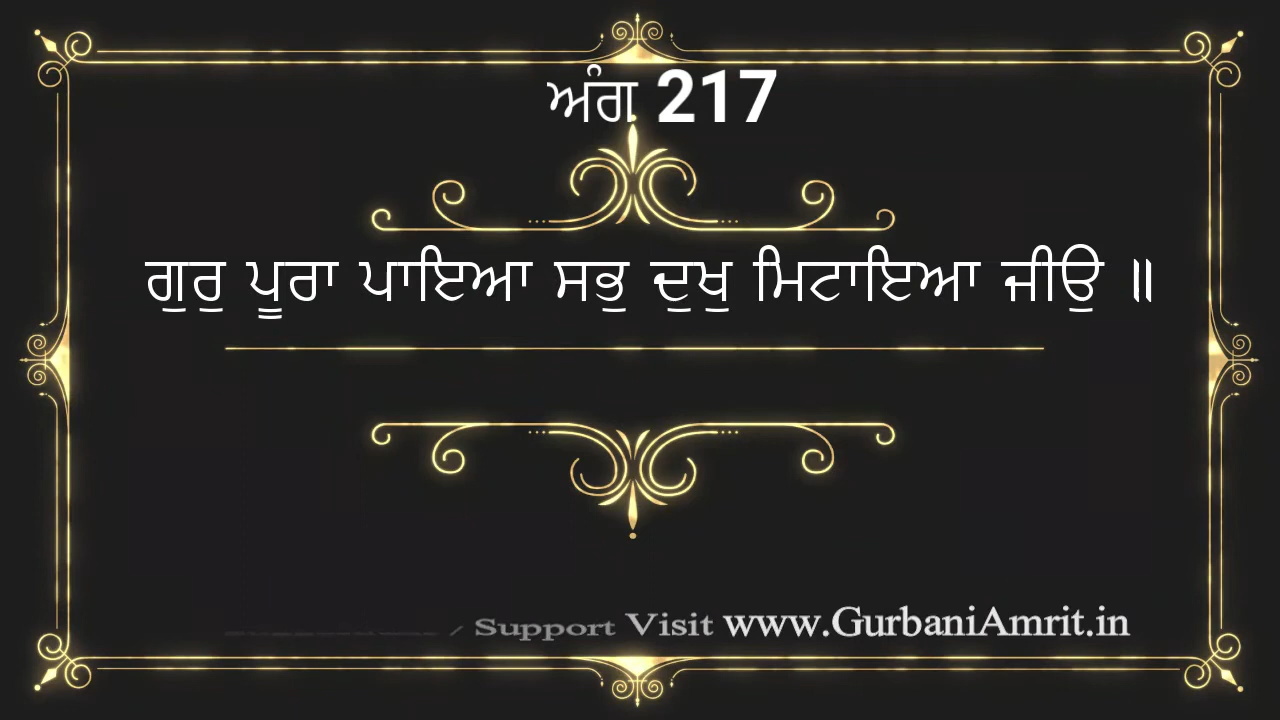 ਅੰਗ 217
ਗੁਰੁ ਪੂਰਾ ਪਾਇਆ ਸਭੁ ਦੁਖੁ ਮਿਟਾਇਆ ਜੀਉ ॥
Support Visit www.GurbaniAmrit.in